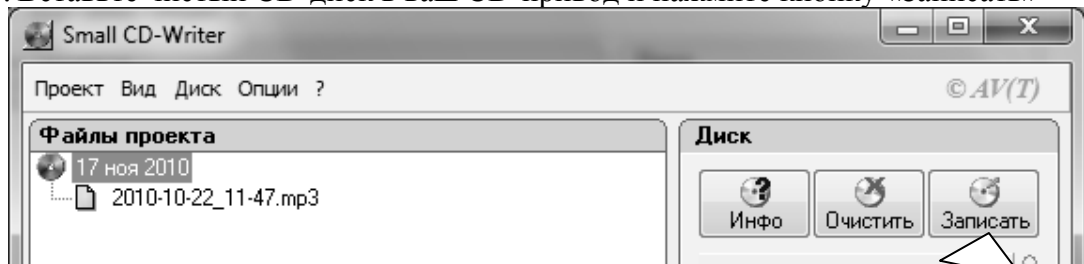 Small CD-Writer
Проект Вид Диск Опции ?
© AV(T)
Файлы проекта
Диск
17 ноя 2010
2010-10-22_11-47.mp3
Инфо
Очистить
Записать